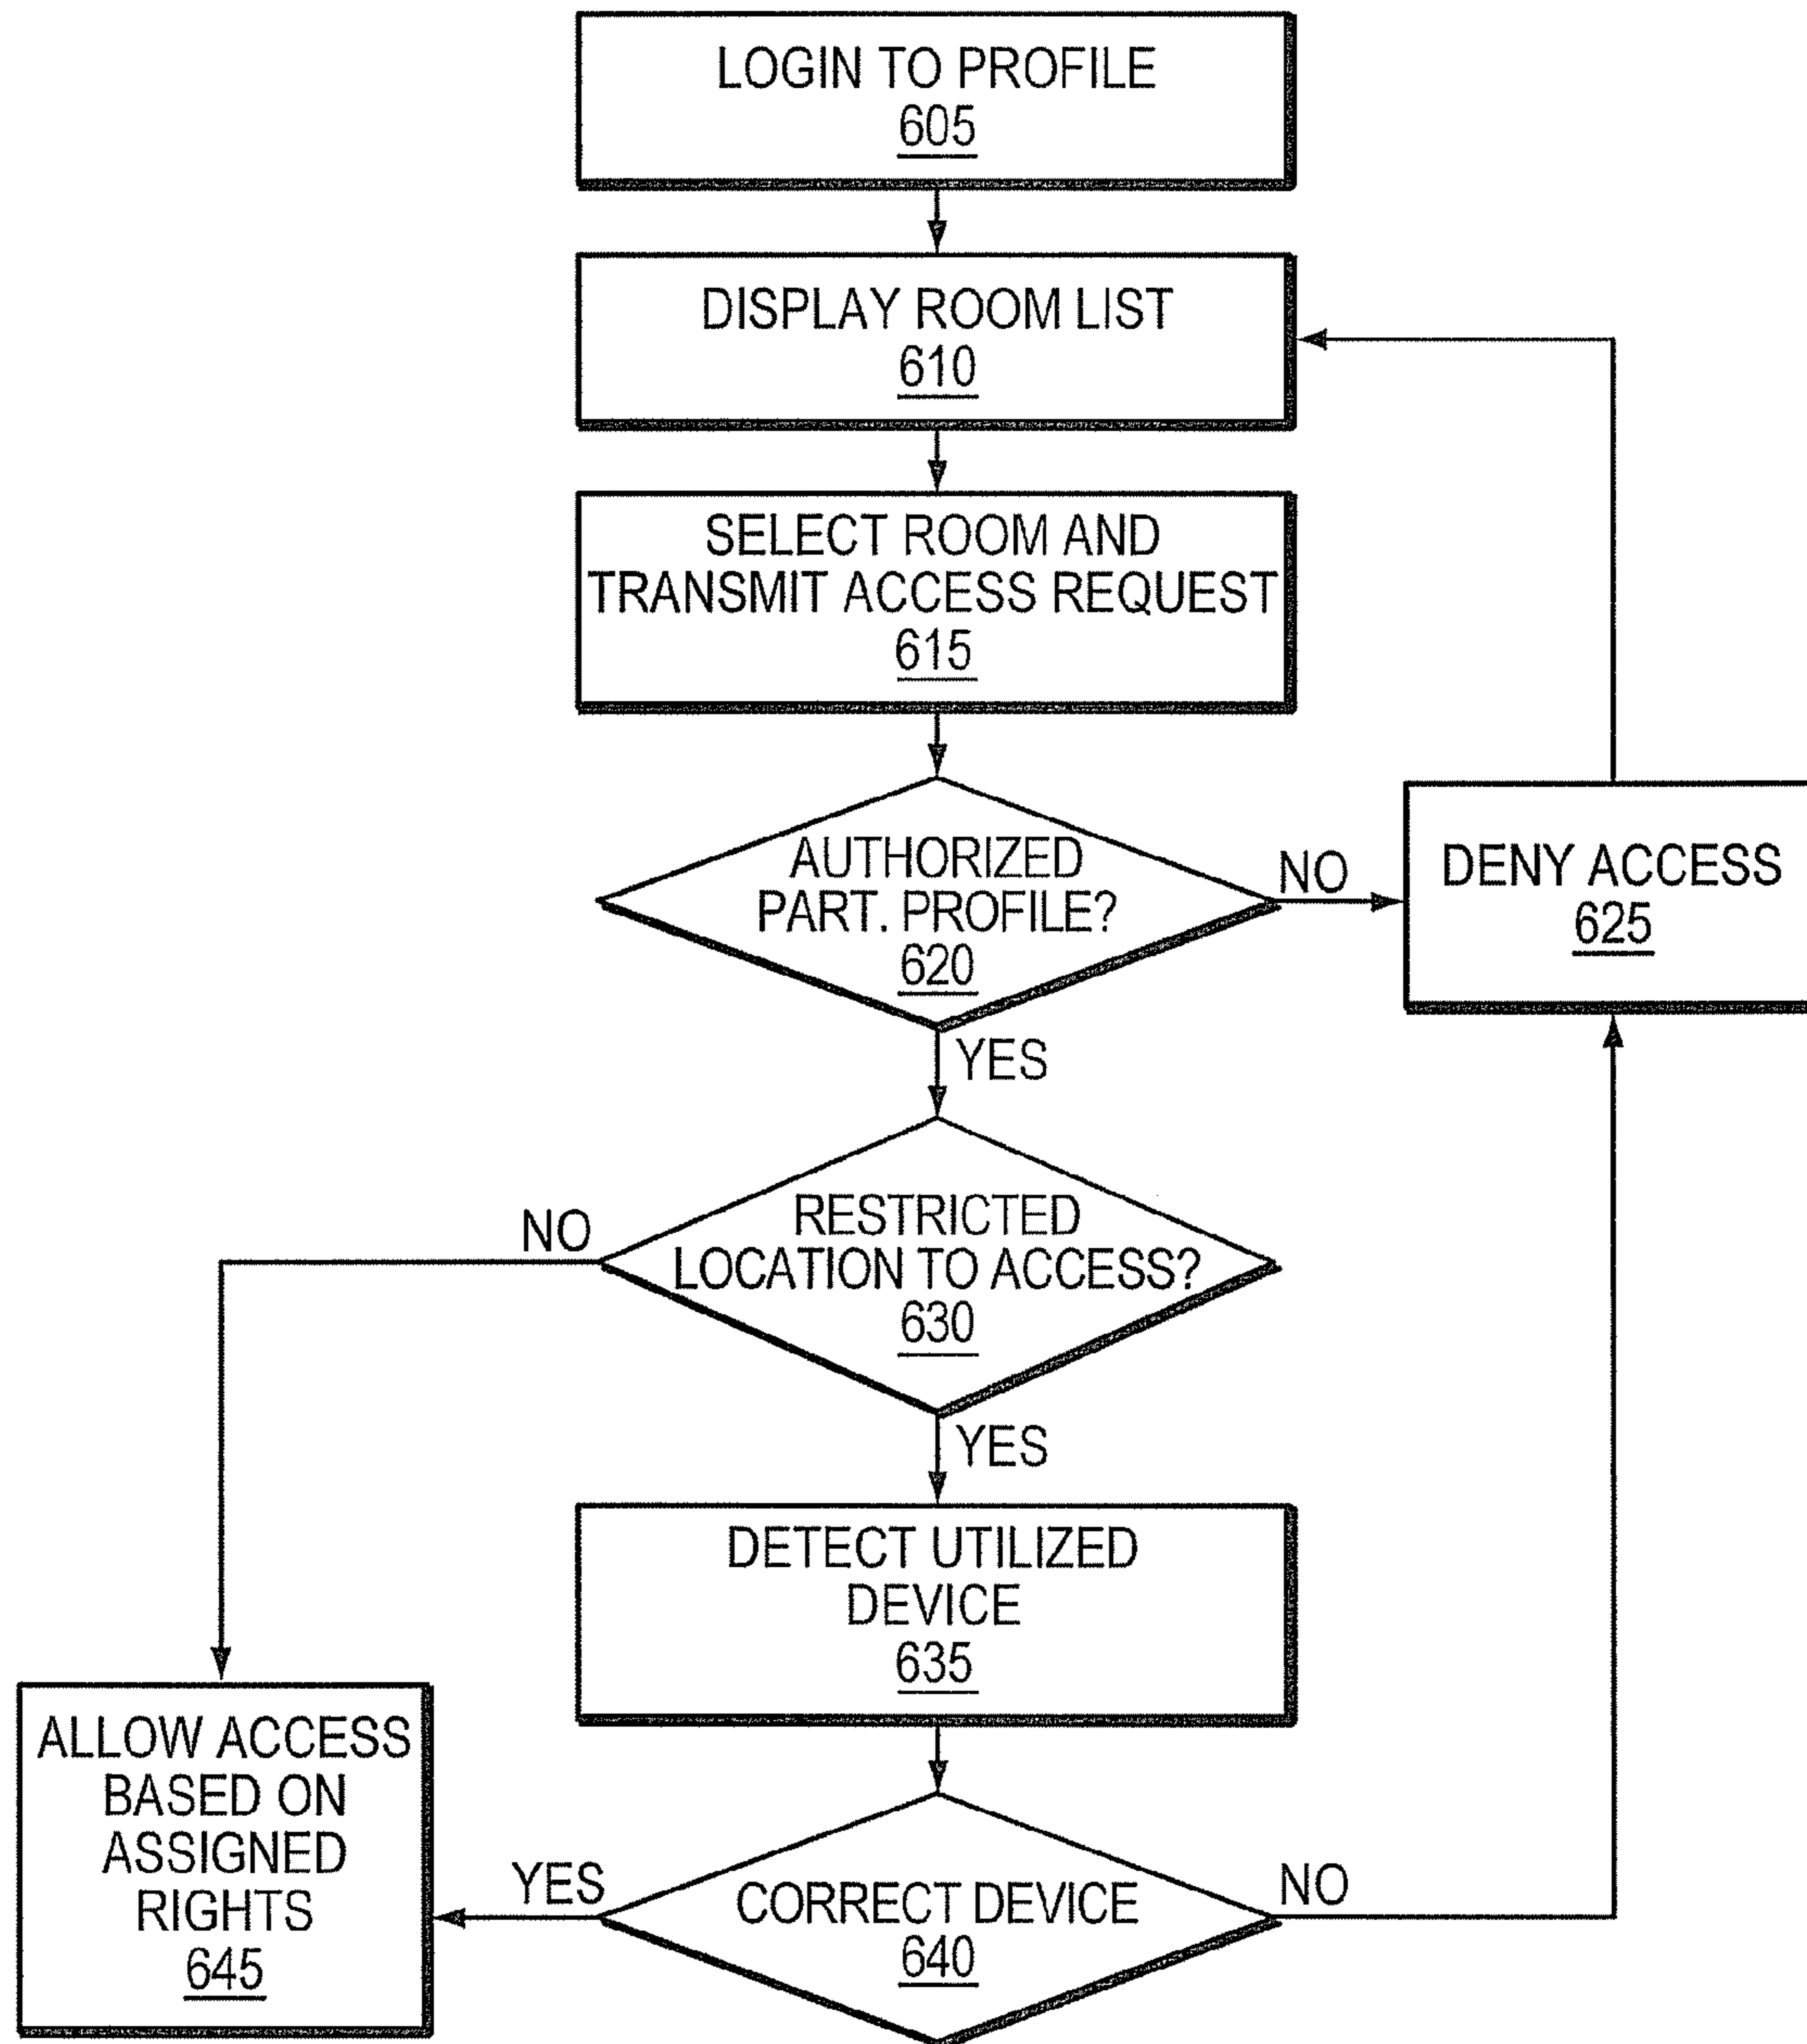 LOGIN TO PROFILE
605
DISPLAY ROOM LIST
610
SELECT ROOM AND
TRANSMIT ACCESS REQUEST
615
AUTHORIZED
PART. PROFILE?
620
NO
DENY ACCESS
625
YES
RESTRICTED
LOCATION TO ACCESS?
630
NO
YES
DETECT UTILIZED
DEVICE
635
ALLOW ACCESS
BASED ON
ASSIGNED
RIGHTS
645
YES
CORRECT DEVICE
640
NO